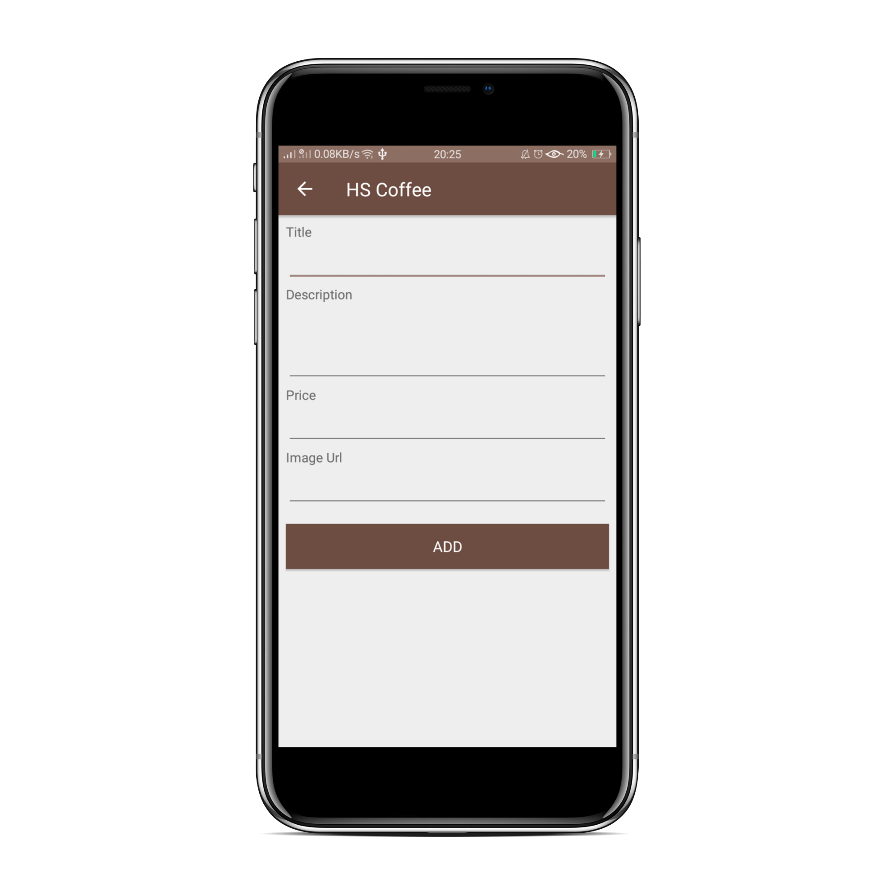 0.08KB/s 20:25 20%
HS Coffee
Title
Description
Price
Image Url
ADD